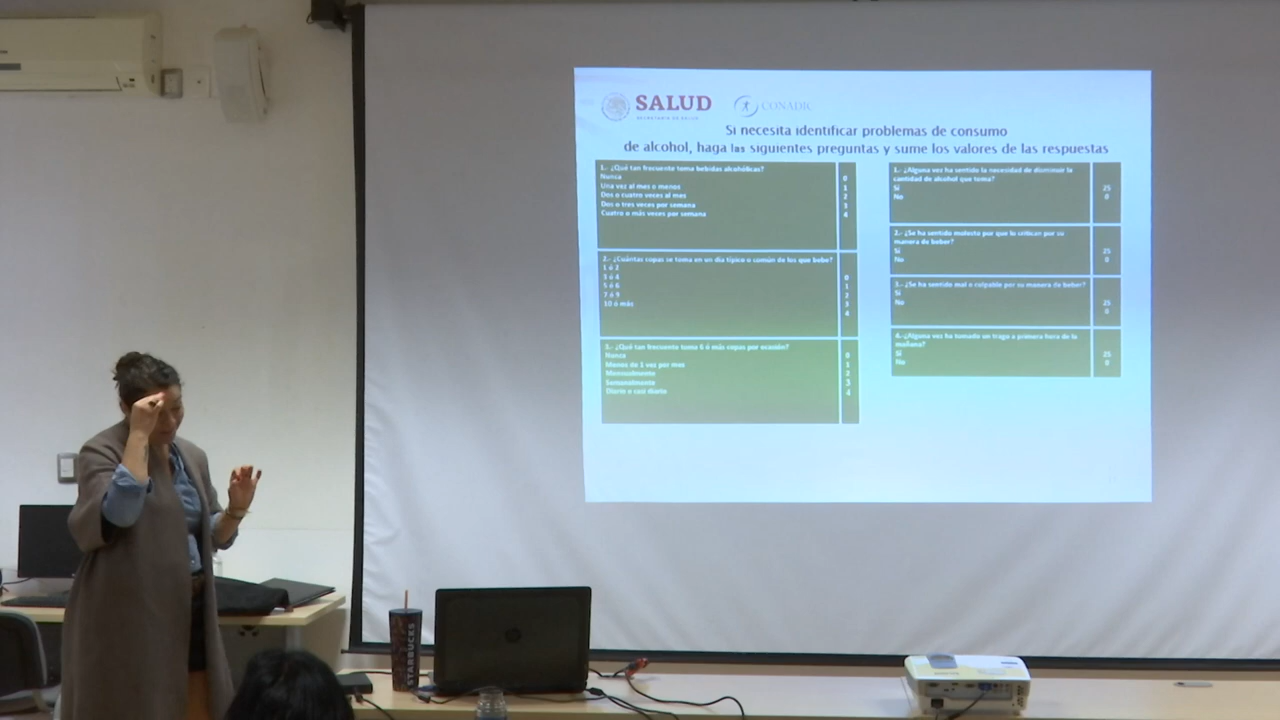 SALUD
SECRETARÍA DE SALUD
CONADIC
Si necesita identificar problemas de consumo
de alcohol, haga las siguientes preguntas y sume los valores de las respuestas
1.- ¿Qué tan frecuente toma bebidas alcohólicas?
Nunca 0
Una vez al mes o menos 1
Dos o cuatro veces al mes 2
Dos o tres veces por semana 3
Cuatro o más veces por semana 4
2.- ¿Cuántas copas se toma en un día típico o común de los que bebe?
1 ó 2 0
3 ó 4 1
5 ó 6 2
7 ó 9 3
10 ó más 4
3.- ¿Qué tan frecuente toma 6 ó más copas por ocasión?
Nunca 0
Menos de 1 vez por mes 1
Mensualmente 2
Semanalmente 3
Diario o casi diario 4
1.- ¿Alguna vez ha sentido la necesidad de disminuir la
cantidad de alcohol que toma?
Sí 25
No 0
2.- ¿Se ha sentido molesto por que lo critican por su
manera de beber?
Sí 25
No 0
3.- ¿Se ha sentido mal o culpable por su manera de beber?
Sí 25
No 0
4.- ¿Alguna vez ha tomado un trago a primera hora de la
mañana?
Sí 25
No 0
STARBUCKS
hp